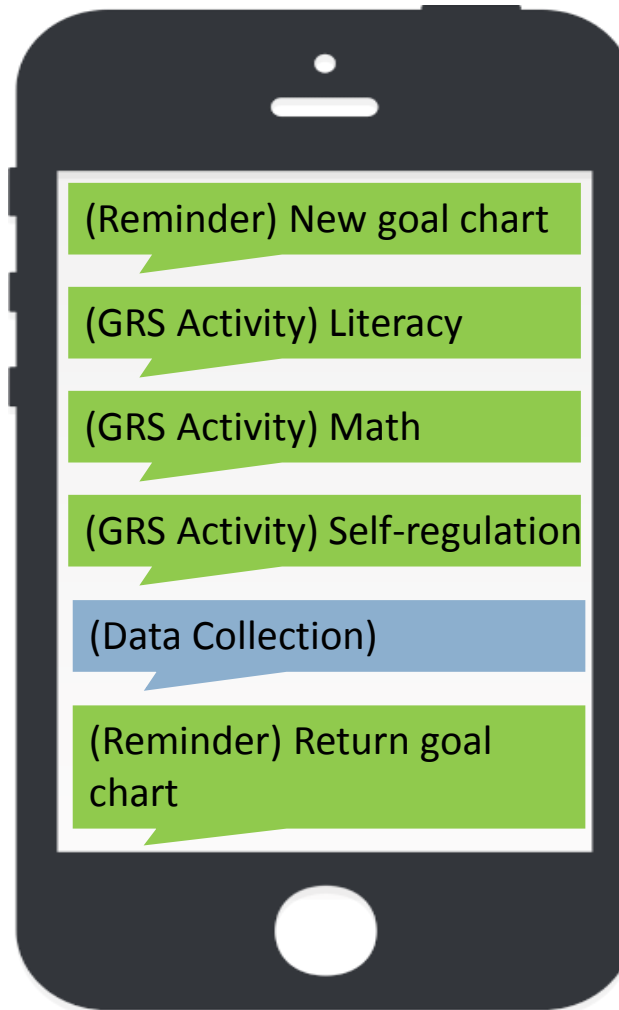 (Reminder) New goal chart
(GRS Activity) Literacy
(GRS Activity) Math
(GRS Activity) Self-regulation
(Data Collection)
(Reminder) Return goal
chart